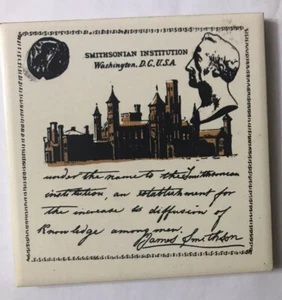 SMITHSONIAN INSTITUTION
Washington, D.C., U.S.A.
under the name to the Smithsonian
institution, an establishment for
the increase & diffusion of
Knowledge among men.
James Smithson